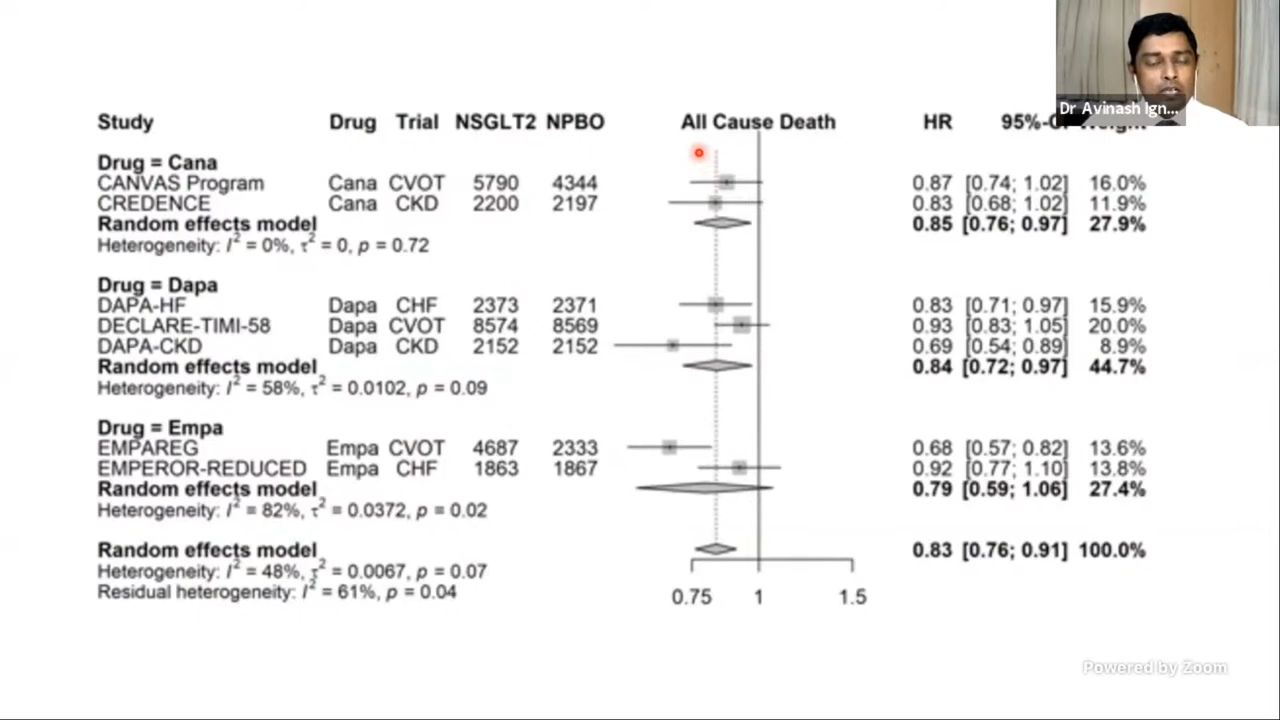 Dr Avinash Ign...
Study Drug Trial NSGLT2 NPBO All Cause Death HR 95%-CI Weight
Drug = Cana
CANVAS Program Cana CVOT 5790 4344 0.87 [0.74; 1.02] 16.0%
CREDENCE Cana CKD 2200 2197 0.83 [0.68; 1.02] 11.9%
Random effects model 0.85 [0.76; 0.97] 27.9%
Heterogeneity: I² = 0%, τ² = 0, p = 0.72
Drug = Dapa
DAPA-HF Dapa CHF 2373 2371 0.83 [0.71; 0.97] 15.9%
DECLARE-TIMI-58 Dapa CVOT 8574 8569 0.93 [0.83; 1.05] 20.0%
DAPA-CKD Dapa CKD 2152 2152 0.69 [0.54; 0.89] 8.9%
Random effects model 0.84 [0.72; 0.97] 44.7%
Heterogeneity: I² = 58%, τ² = 0.0102, p = 0.09
Drug = Empa
EMPAREG Empa CVOT 4687 2333 0.68 [0.57; 0.82] 13.6%
EMPEROR-REDUCED Empa CHF 1863 1867 0.92 [0.77; 1.10] 13.8%
Random effects model 0.79 [0.59; 1.06] 27.4%
Heterogeneity: I² = 82%, τ² = 0.0372, p = 0.02
Random effects model 0.83 [0.76; 0.91] 100.0%
Heterogeneity: I² = 48%, τ² = 0.0067, p = 0.07
Residual heterogeneity: I² = 61%, p = 0.04
0.75 1 1.5
Powered by Zoom